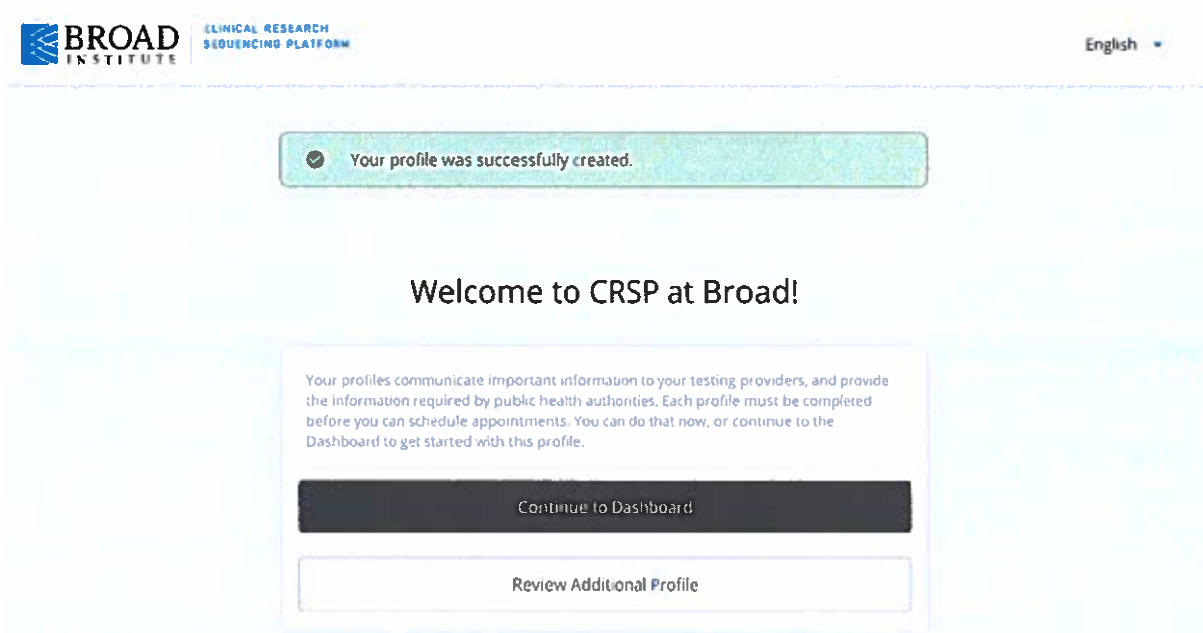 BROAD
INSTITUTE
CLINICAL RESEARCH
SEQUENCING PLATFORM
English
Your profile was successfully created.
Welcome to CRSP at Broad!
Your profiles communicate important information to your testing providers, and provide
the information required by public health authorities. Each profile must be completed
before you can schedule appointments. You can do that now, or continue to the
Dashboard to get started with this profile.
Continue to Dashboard
Review Additional Profile